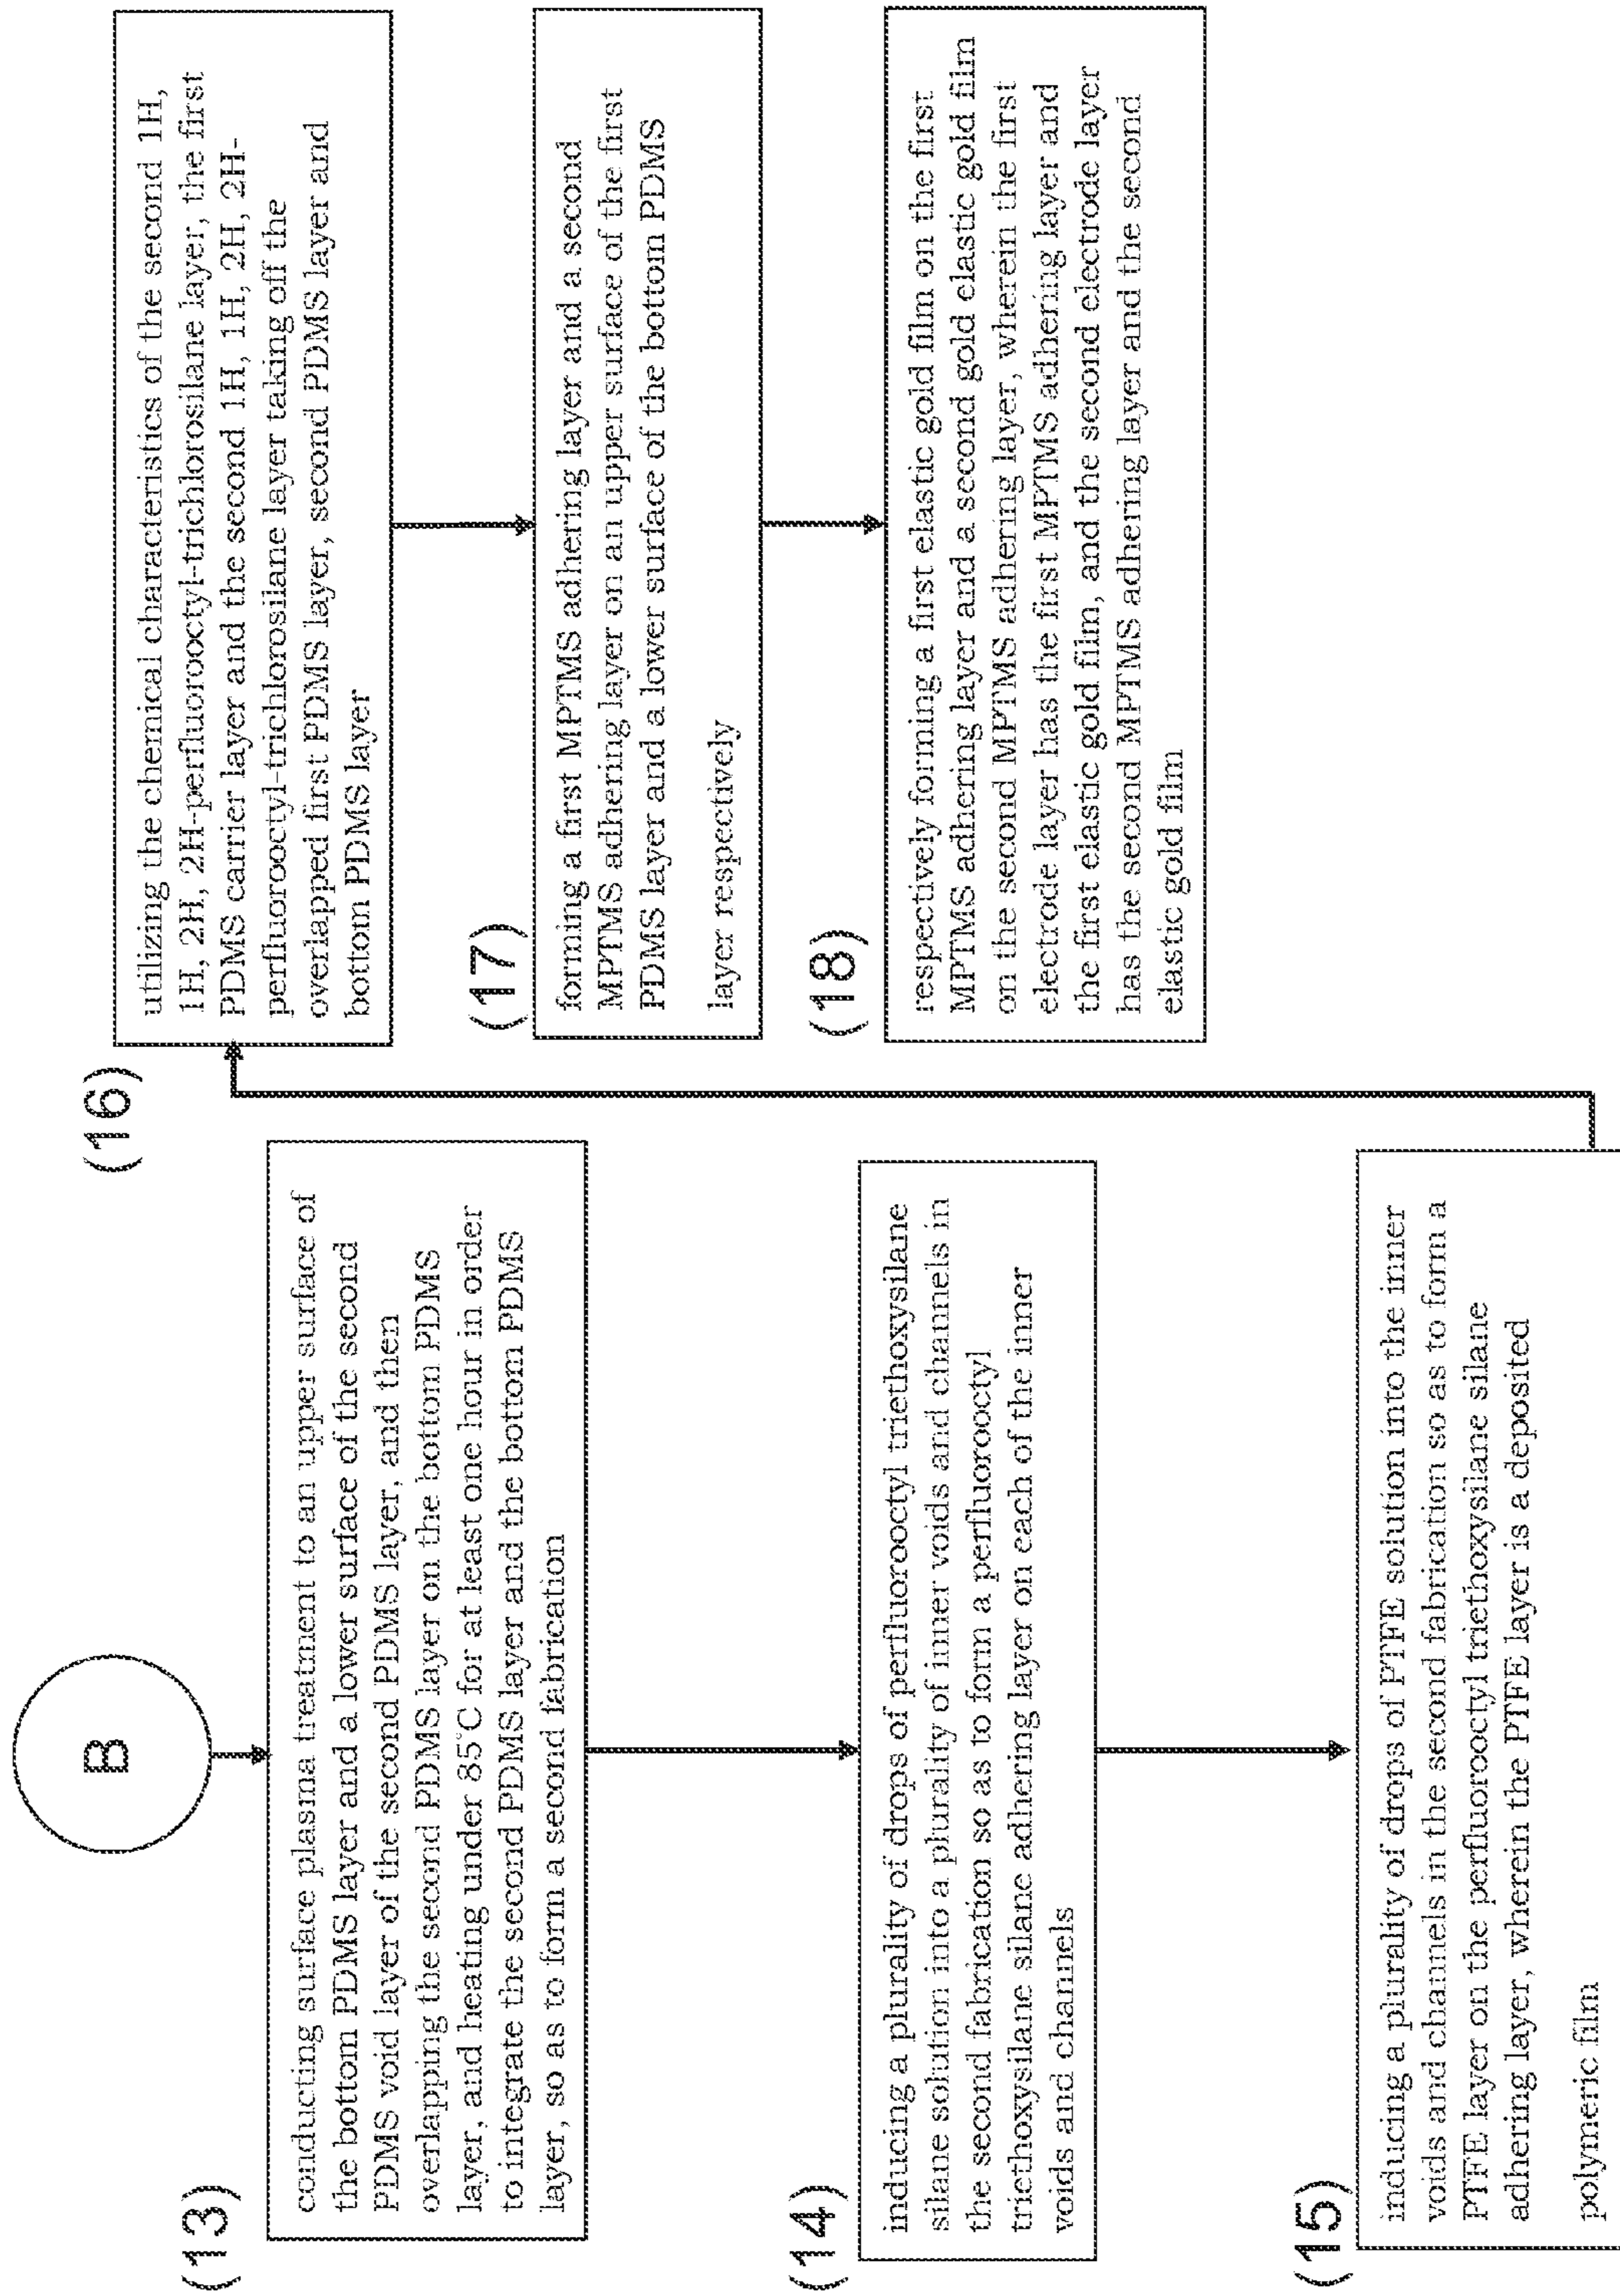 B
(13)
conducting surface plasma treatment to an upper surface of
the bottom PDMS layer and a lower surface of the second
PDMS void layer of the second PDMS layer, and then
overlapping the second PDMS layer on the bottom PDMS
layer, and heating under 85°C for at least one hour in order
to integrate the second PDMS layer and the bottom PDMS
layer, so as to form a second fabrication
(14)
inducing a plurality of drops of perfluorooctyl triethoxysilane
silane solution into a plurality of inner voids and channels in
the second fabrication so as to form a perfluorooctyl
triethoxysilane silane adhering layer on each of the inner
voids and channels
(15)
inducing a plurality of drops of PTFE solution into the inner
voids and channels in the second fabrication so as to form a
PTFE layer on the perfluorooctyl triethoxysilane silane
adhering layer, wherein the PTFE layer is a deposited
polymeric film
(16)
utilizing the chemical characteristics of the second 1H,
1H, 2H, 2H-perfluorooctyl-trichlorosilane layer, the first
PDMS carrier layer and the second 1H, 1H, 2H, 2H-
perfluorooctyl-trichlorosilane layer taking off the
overlapped first PDMS layer, second PDMS layer and
bottom PDMS layer
(17)
forming a first MPTMS adhering layer and a second
MPTMS adhering layer on an upper surface of the first
PDMS layer and a lower surface of the bottom PDMS
layer respectively
(18)
respectively forming a first elastic gold film on the first
MPTMS adhering layer and a second gold elastic gold film
on the second MPTMS adhering layer, wherein the first
electrode layer has the first MPTMS adhering layer and
the first elastic gold film, and the second electrode layer
has the second MPTMS adhering layer and the second
elastic gold film